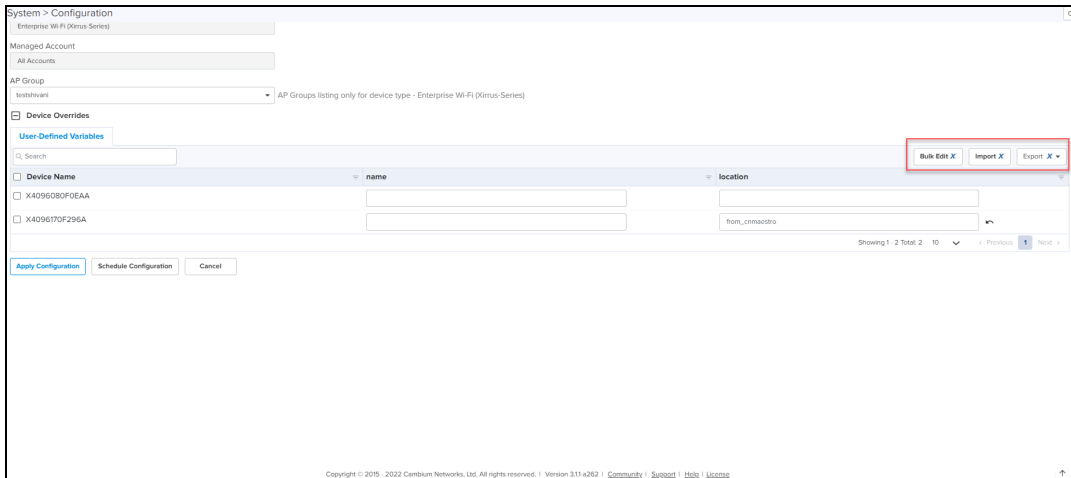 System > Configuration
Enterprise Wi-Fi (Xirrus-Series)
Managed Account
All Accounts
AP Group
testshivani AP Groups listing only for device type - Enterprise Wi-Fi (Xirrus-Series)
Device Overrides
User-Defined Variables
Search Bulk Edit X Import X Export X
Device Name name location
X4096080F0EAA
X4096170F296A from_cnmaestro
Showing 1 - 2 Total: 2 10 < Previous 1 Next >
Apply Configuration Schedule Configuration Cancel
Copyright © 2015 - 2022 Cambium Networks, Ltd. All rights reserved. | Version 3.1.1-a262 | Community | Support | Help | License